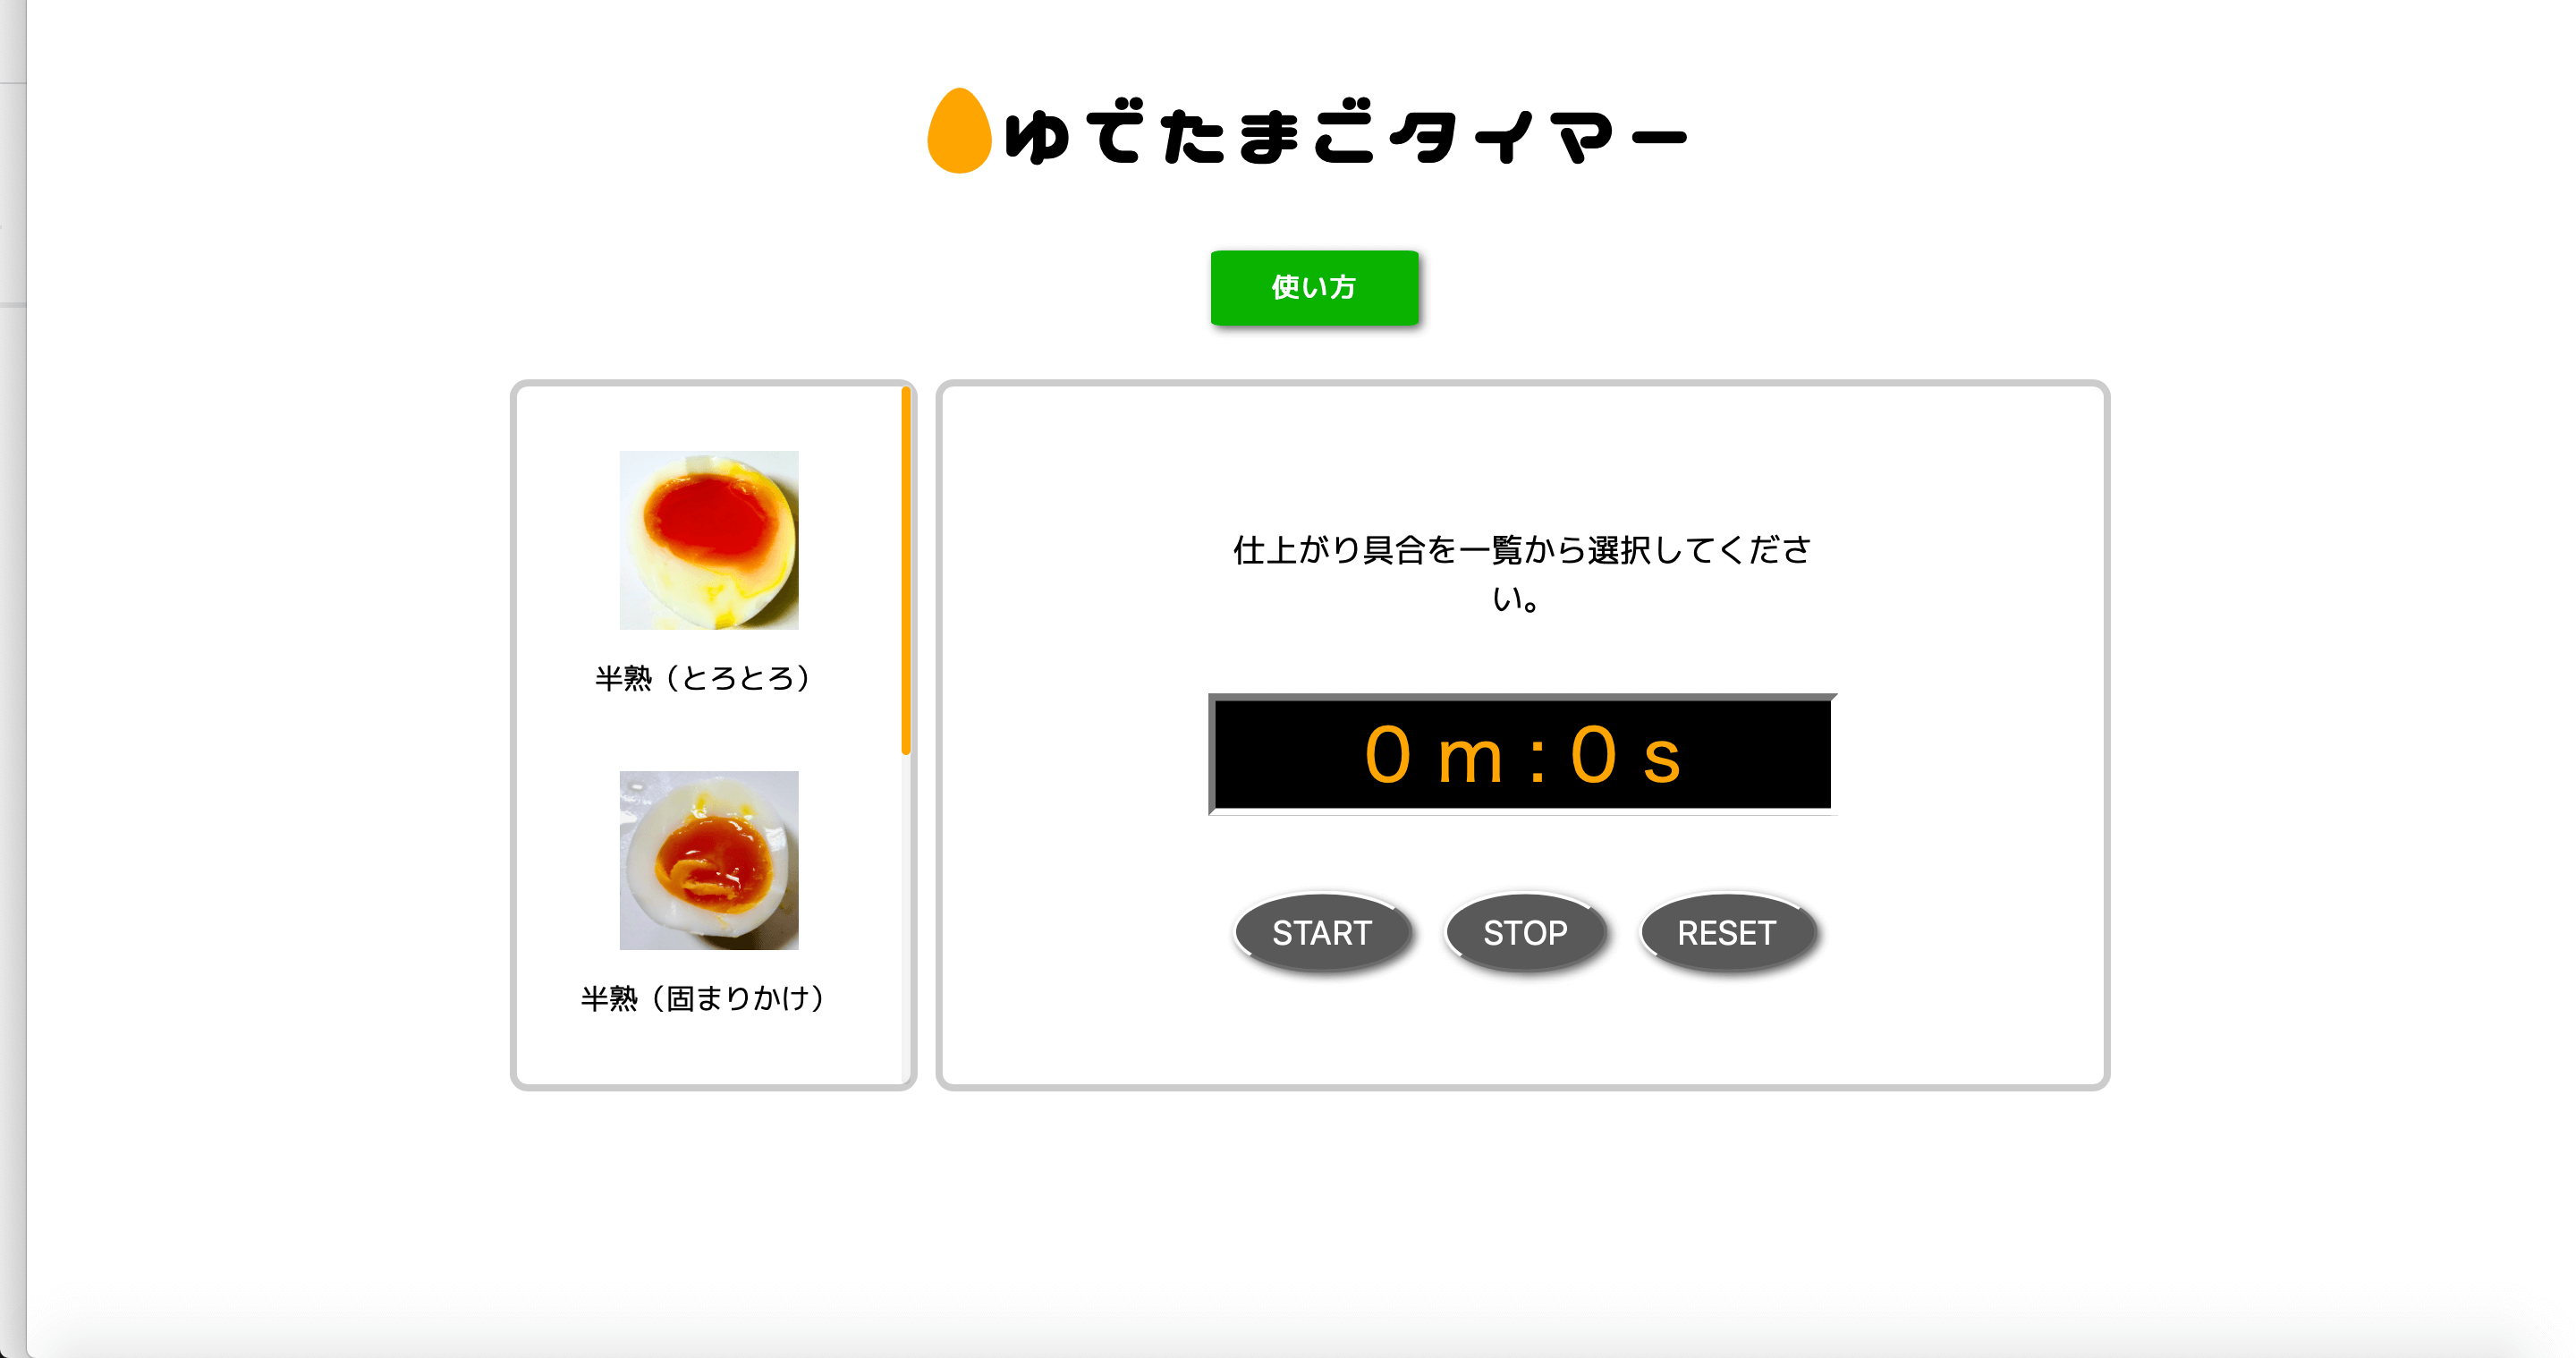 ゆでたまごタイマー
使い方
半熟（とろとろ）
半熟（固まりかけ）
仕上がり具合を一覧から選択してくださ
い。
0 m : 0 s
START
STOP
RESET